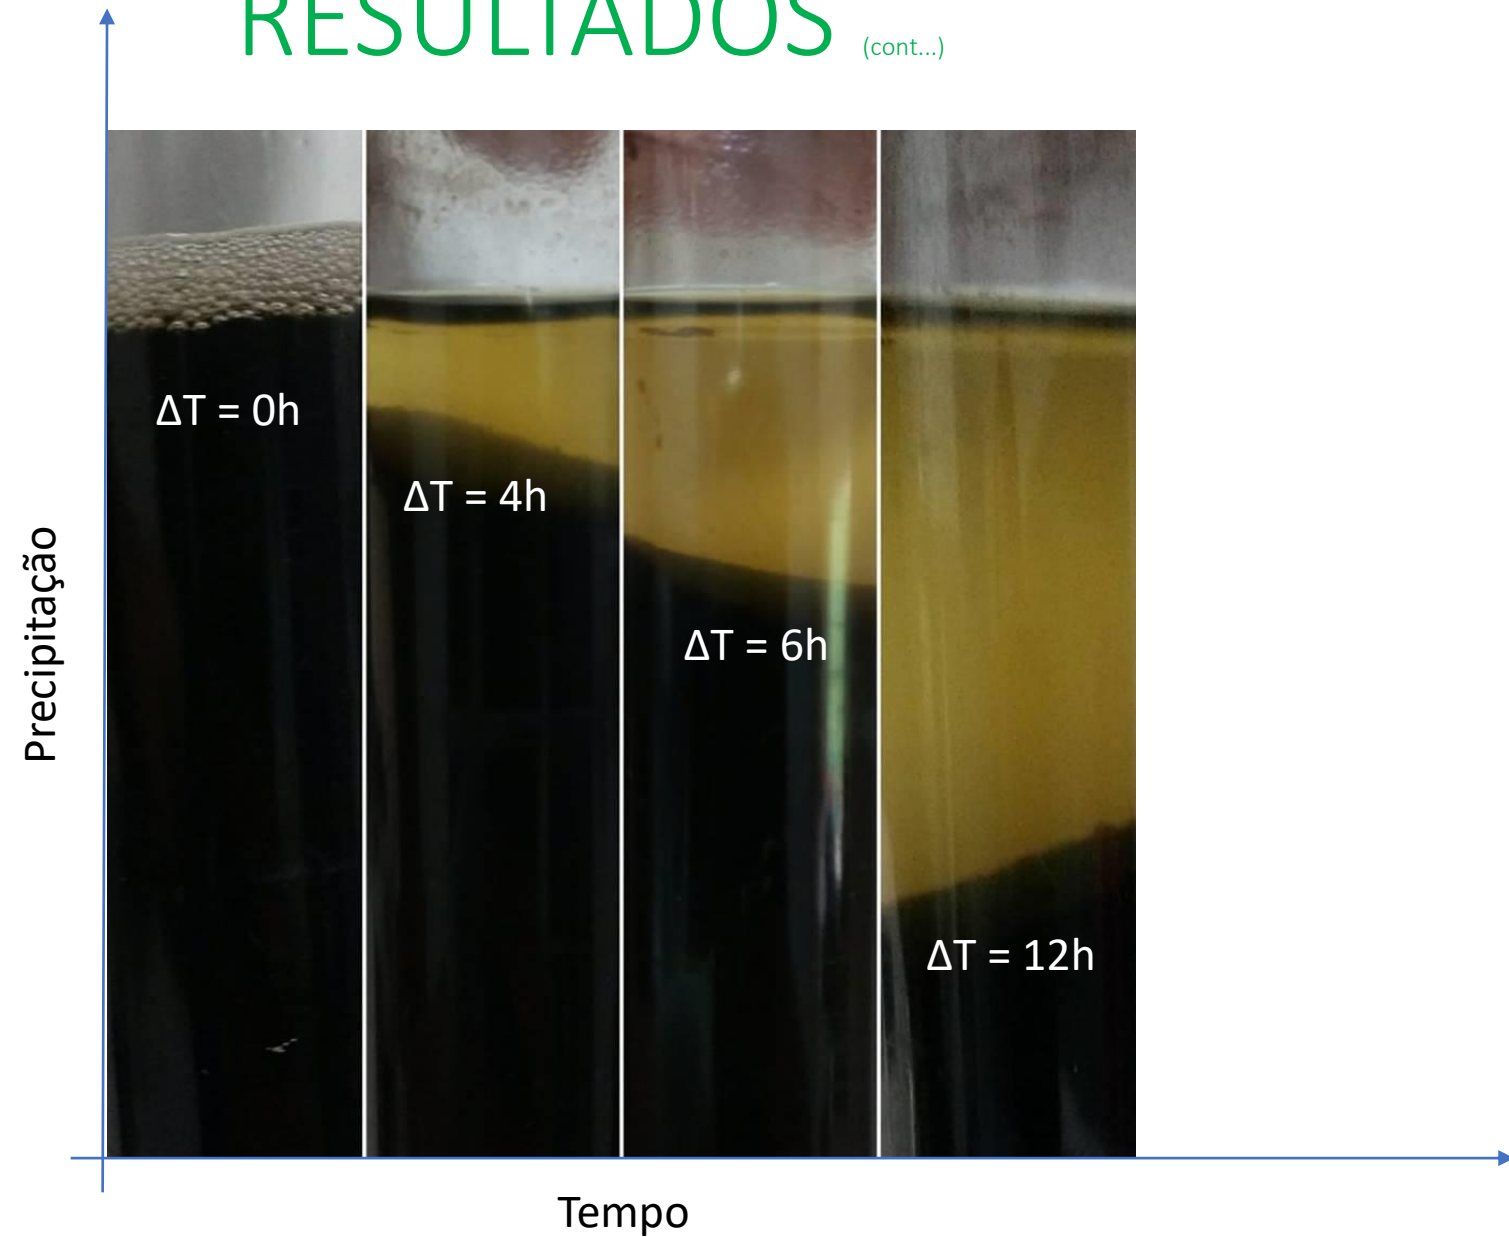 RESULTADOS (cont...)
ΔT = 0h
ΔT = 4h
ΔT = 6h
ΔT = 12h
Precipitação
Tempo